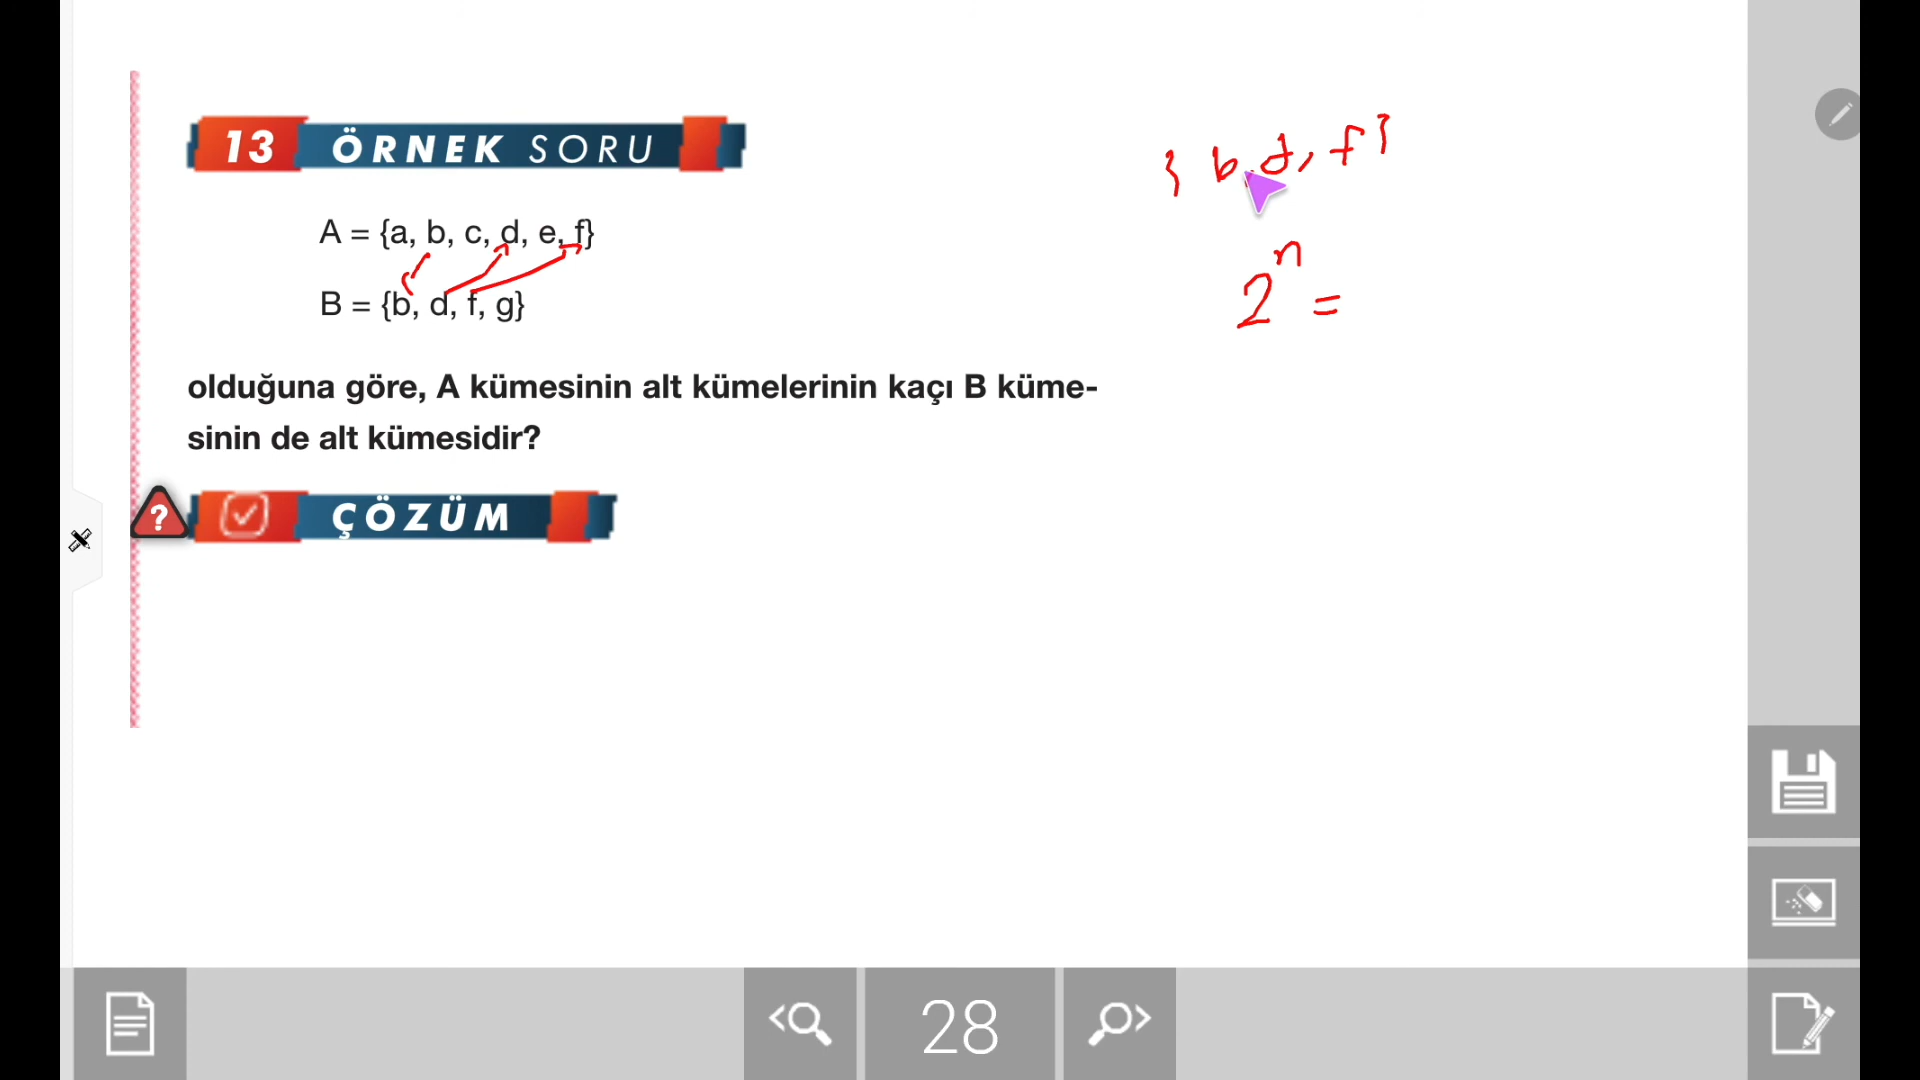 13 ÖRNEK SORU
{ b, d, f }
A = {a, b, c, d, e, f}
2ⁿ =
B = {b, d, f, g}
olduğuna göre, A kümesinin alt kümelerinin kaçı B küme-
sinin de alt kümesidir?
? ÇÖZÜM
28